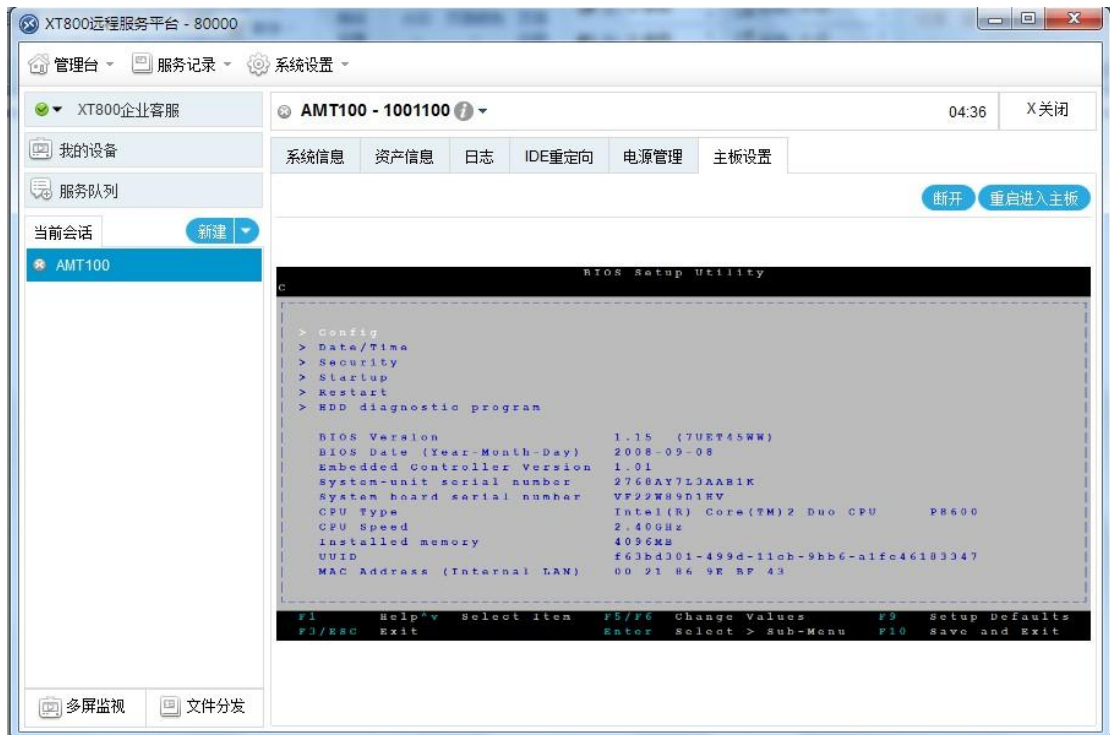 XT800远程服务平台 - 80000
管理台 服务记录 系统设置
XT800企业客服
我的设备
服务队列
当前会话 新建
AMT100
多屏监视 文件分发
AMT100 - 1001100 04:36 X关闭
系统信息 资产信息 日志 IDE重定向 电源管理 主板设置
断开 重启进入主板
BIOS Setup Utility
C
> Config
> Date/Time
> Security
> Startup
> Restart
> HDD diagnostic program
BIOS Version 1.15 (7UET45WW)
BIOS Date (Year-Month-Day) 2008-09-08
Embedded Controller Version 1.01
System-unit serial number 2768AY7L3AAB1K
System board serial number VF22W89D1HV
CPU Type Intel(R) Core(TM)2 Duo CPU P8600
CPU Speed 2.40GHz
Installed memory 4096MB
UUID f63bd301-499d-11cb-9bb6-a1fc46183347
MAC Address (Internal LAN) 00 21 86 9E BF 43
F1 Help ^v Select Item F5/F6 Change Values F9 Setup Defaults
F3/ESC Exit Enter Select > Sub-Menu F10 Save and Exit